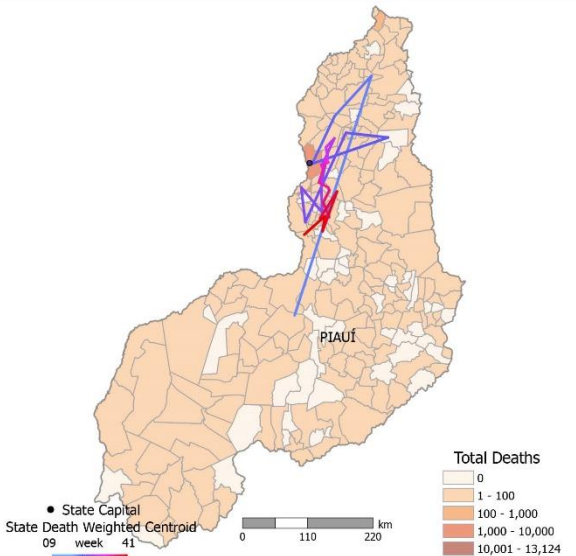 PIAUÍ
Total Deaths
0
1 - 100
100 - 1,000
1,000 - 10,000
10,001 - 13,124
State Capital
State Death Weighted Centroid
09 week 41
0 110 220 km